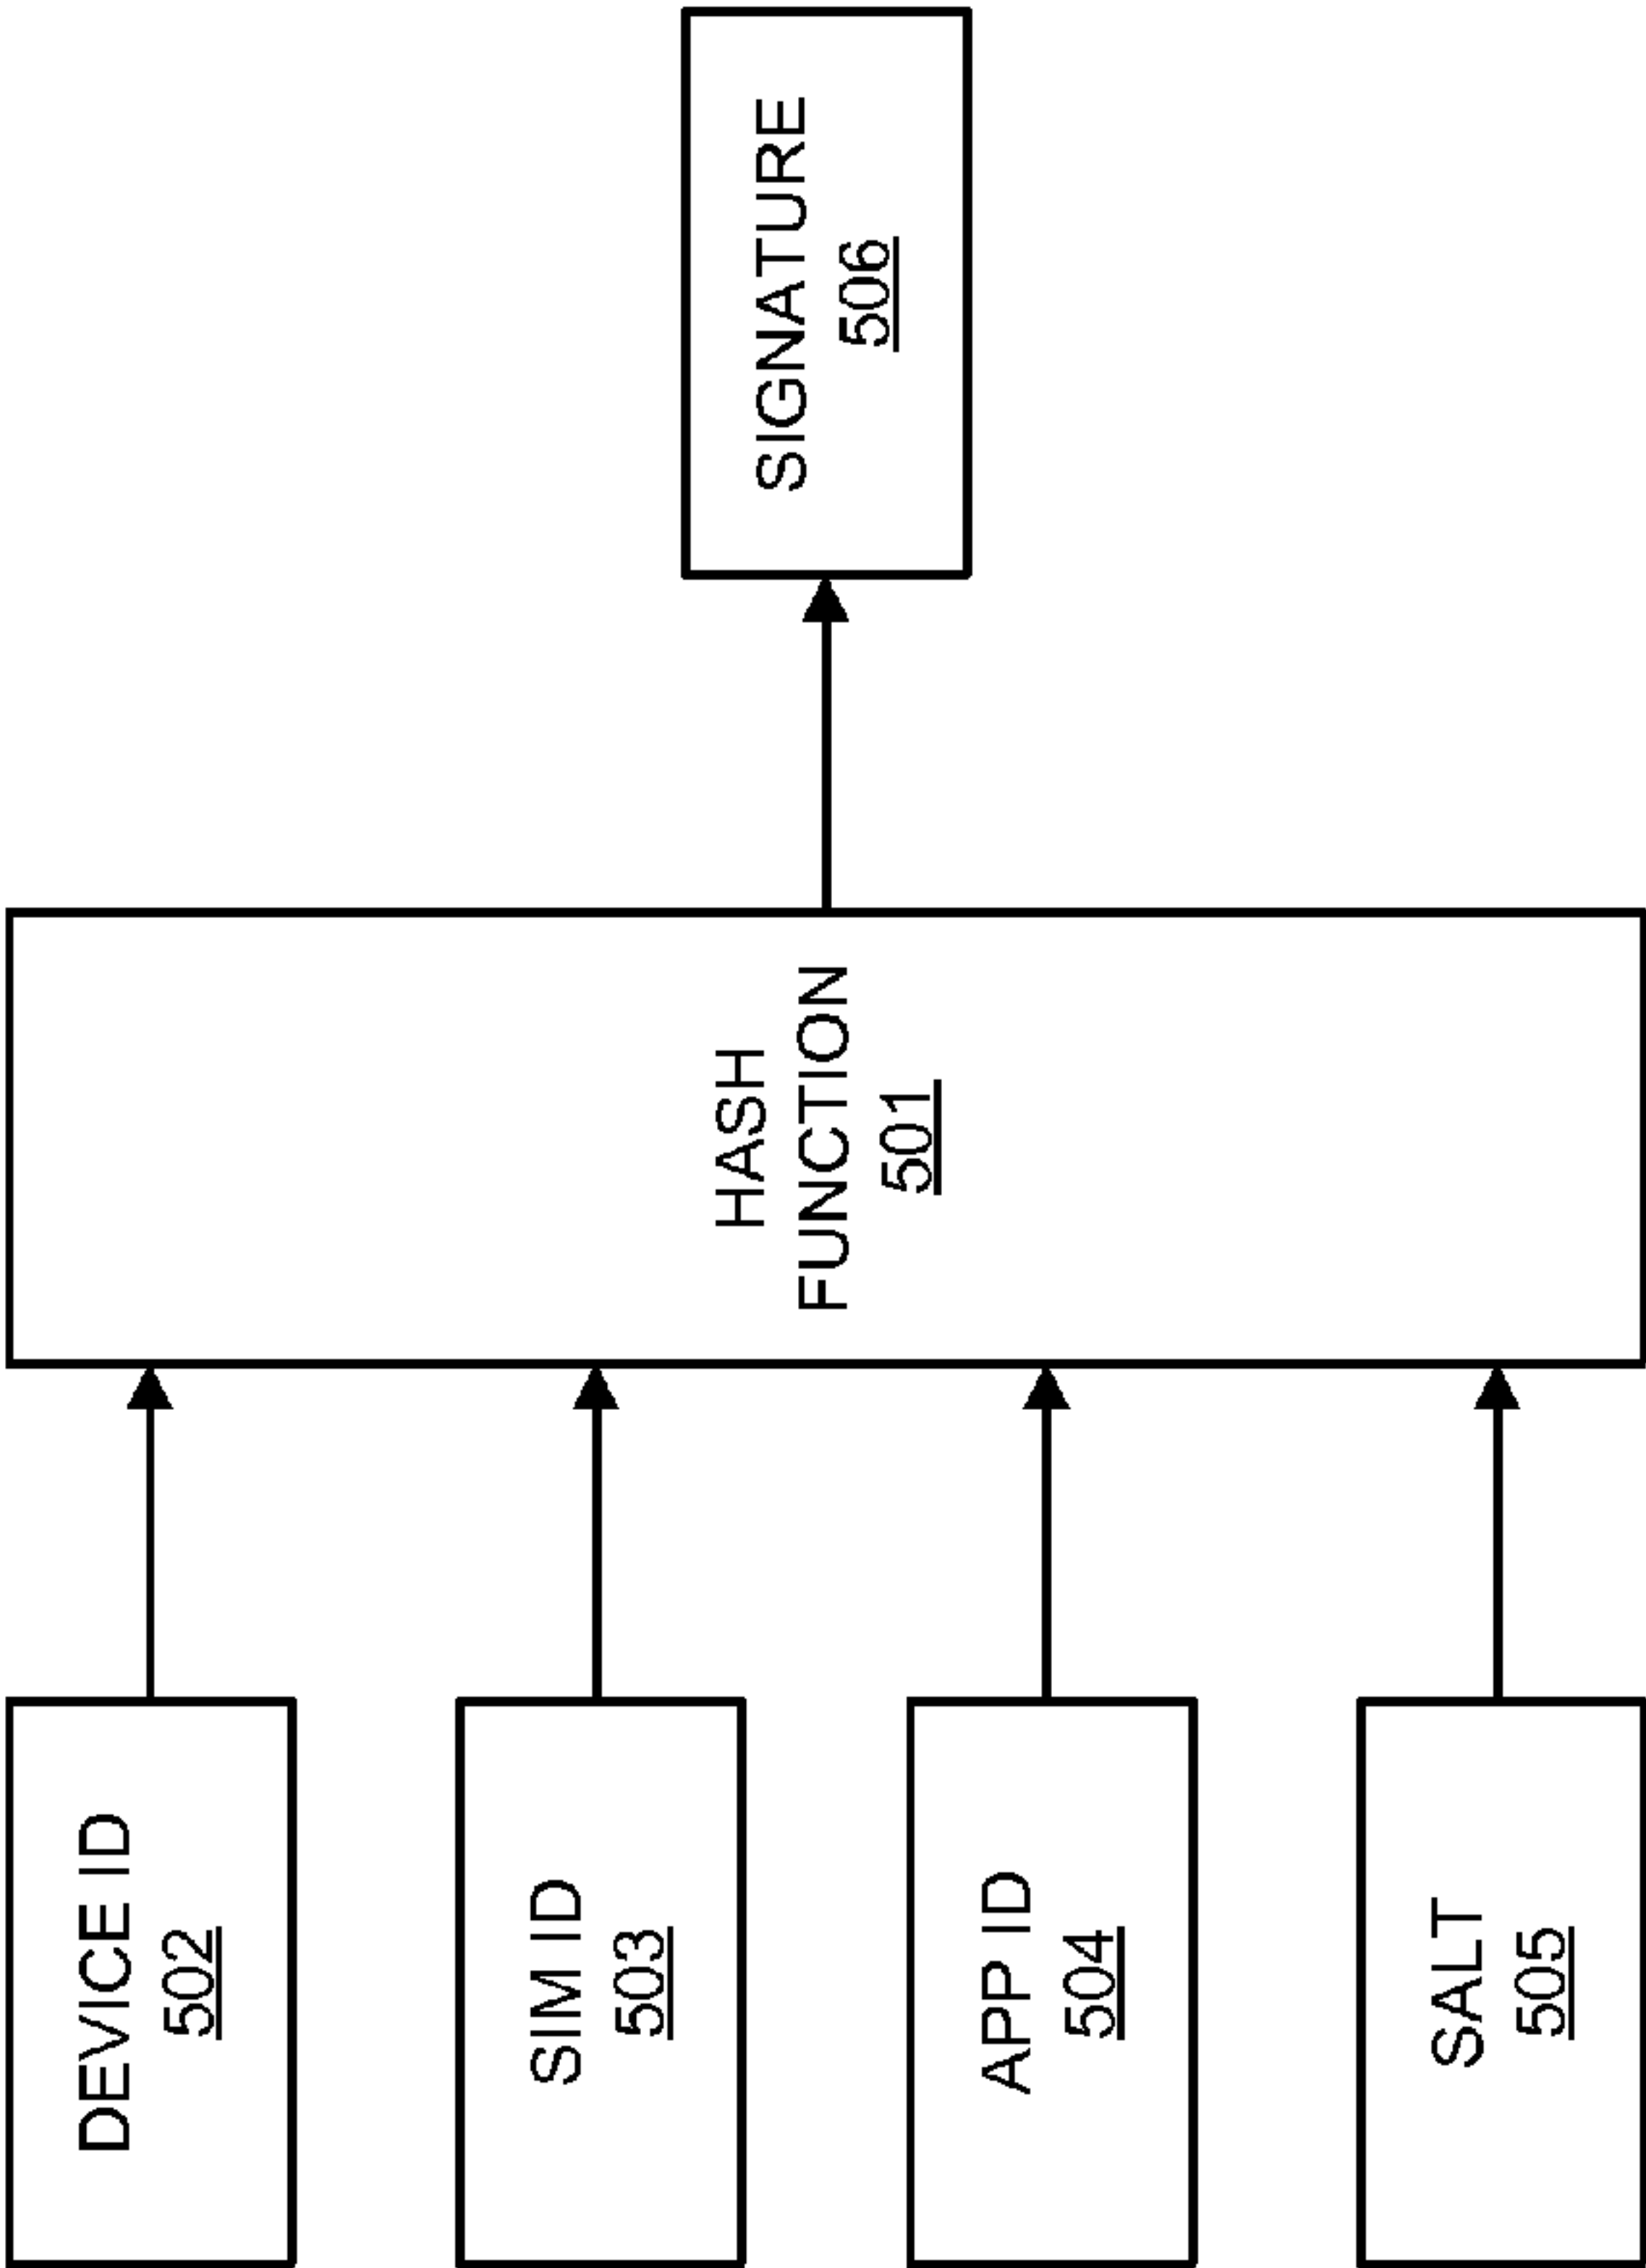 DEVICE ID
502
SIM ID
503
APP ID
504
SALT
505
HASH
FUNCTION
501
SIGNATURE
506